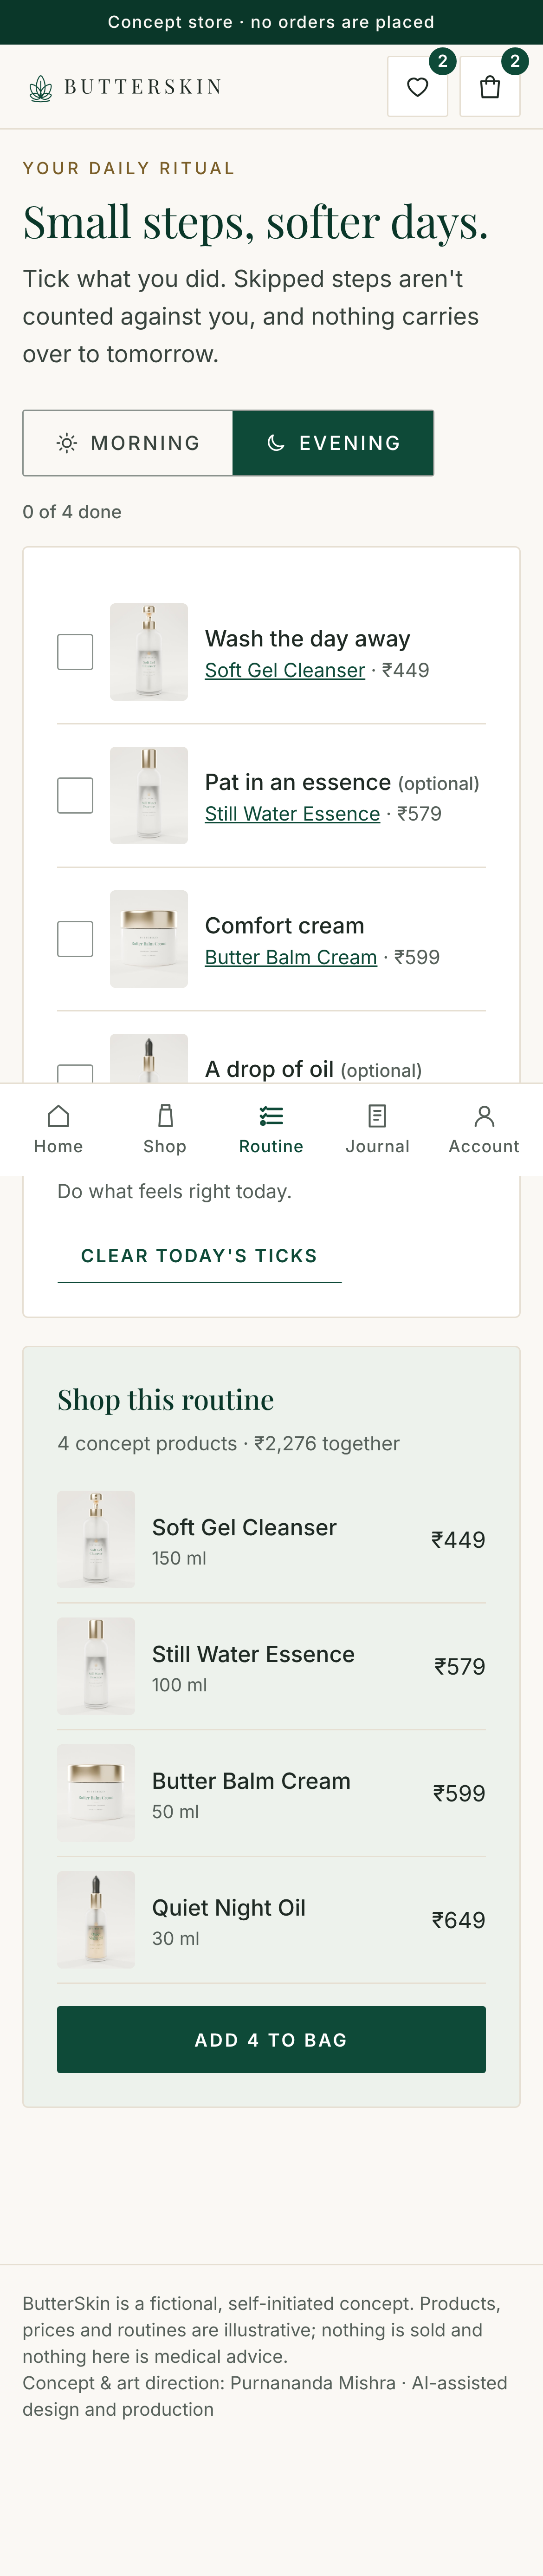 Concept store · no orders are placed
BUTTERSKIN
2
2
YOUR DAILY RITUAL
Small steps, softer days.
Tick what you did. Skipped steps aren't
counted against you, and nothing carries
over to tomorrow.
MORNING
EVENING
0 of 4 done
Wash the day away
Soft Gel Cleanser · ₹449
Pat in an essence (optional)
Still Water Essence · ₹579
Comfort cream
Butter Balm Cream · ₹599
A drop of oil (optional)
Home
Shop
Routine
Journal
Account
Do what feels right today.
CLEAR TODAY'S TICKS
Shop this routine
4 concept products · ₹2,276 together
Soft Gel Cleanser
150 ml
₹449
Still Water Essence
100 ml
₹579
Butter Balm Cream
50 ml
₹599
Quiet Night Oil
30 ml
₹649
ADD 4 TO BAG
ButterSkin is a fictional, self-initiated concept. Products,
prices and routines are illustrative; nothing is sold and
nothing here is medical advice.
Concept & art direction: Purnananda Mishra · AI-assisted
design and production